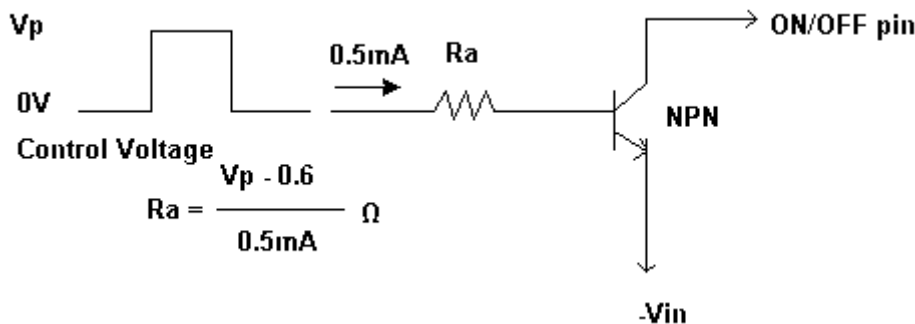 Vp
ON/OFF pin
0.5mA
Ra
0V
NPN
Control Voltage
Vp - 0.6
Ra =
Ω
0.5mA
-Vin